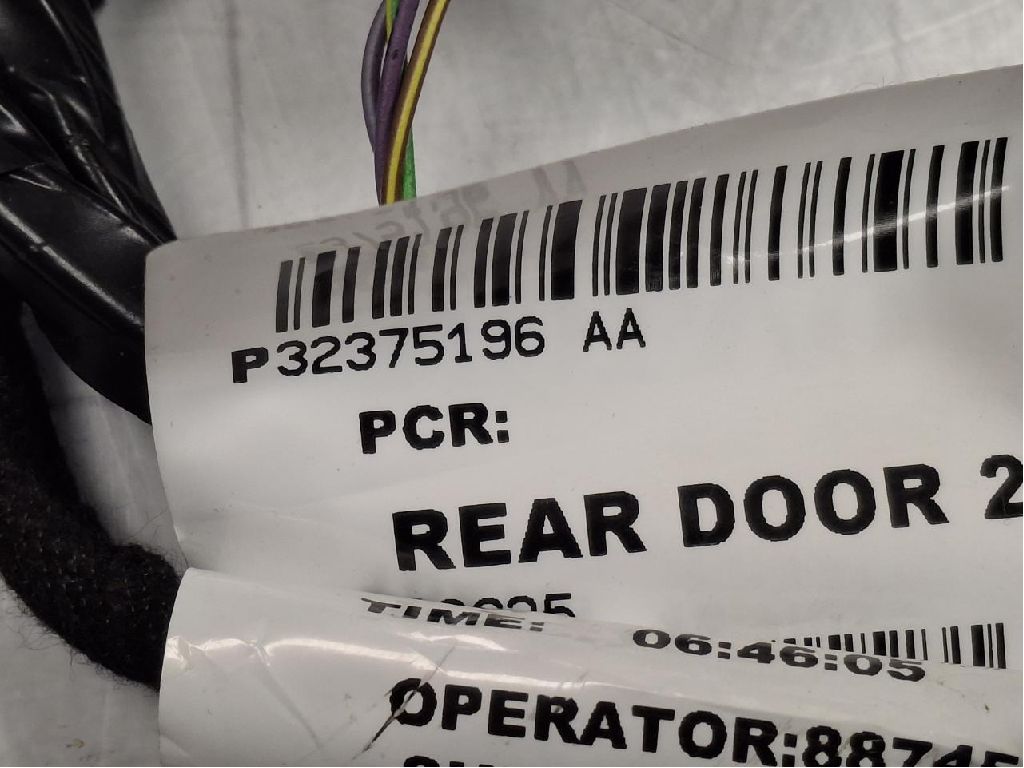 P32375196 AA
PCR:
REAR DOOR 2
TIME: 06:46:05
OPERATOR:88745